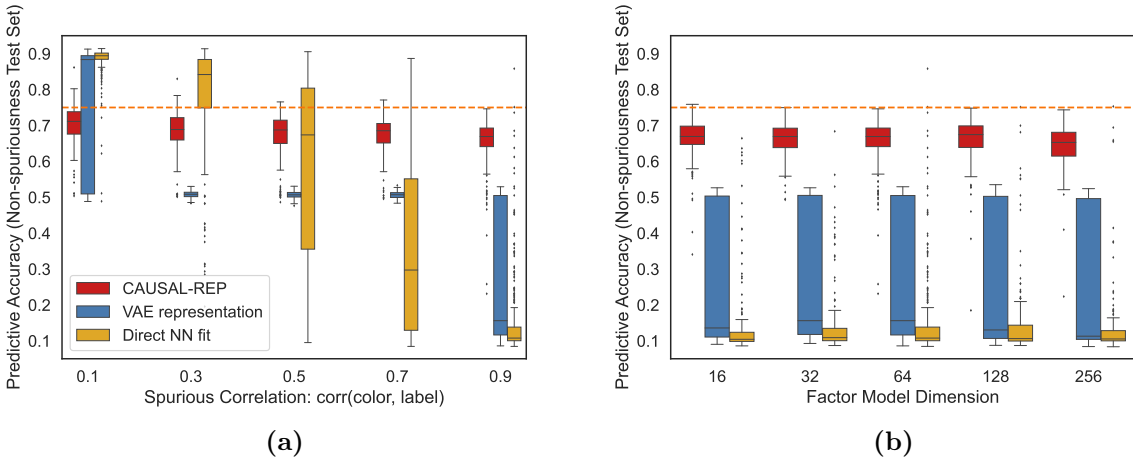 Predictive Accuracy (Non-spuriousness Test Set)
0.9
0.8
0.7
0.6
0.5
0.4
0.3
0.2
0.1
CAUSAL-REP
VAE representation
Direct NN fit
0.1 0.3 0.5 0.7 0.9
Spurious Correlation: corr(color, label)
(a)
Predictive Accuracy (Non-spuriousness Test Set)
0.9
0.8
0.7
0.6
0.5
0.4
0.3
0.2
0.1
16 32 64 128 256
Factor Model Dimension
(b)